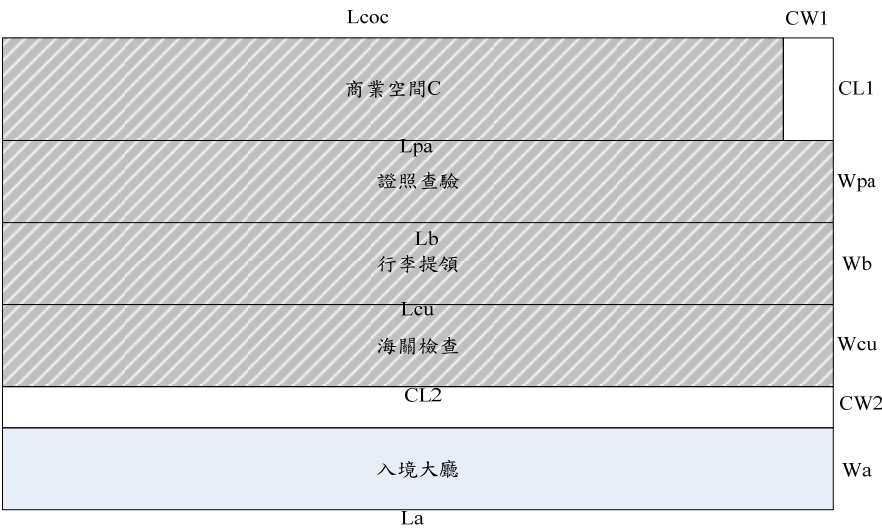 Lcoc
CW1
商業空間C
CL1
Lpa
證照查驗
Wpa
Lb
行李提領
Wb
Lcu
海關檢查
Wcu
CL2
CW2
入境大廳
Wa
La